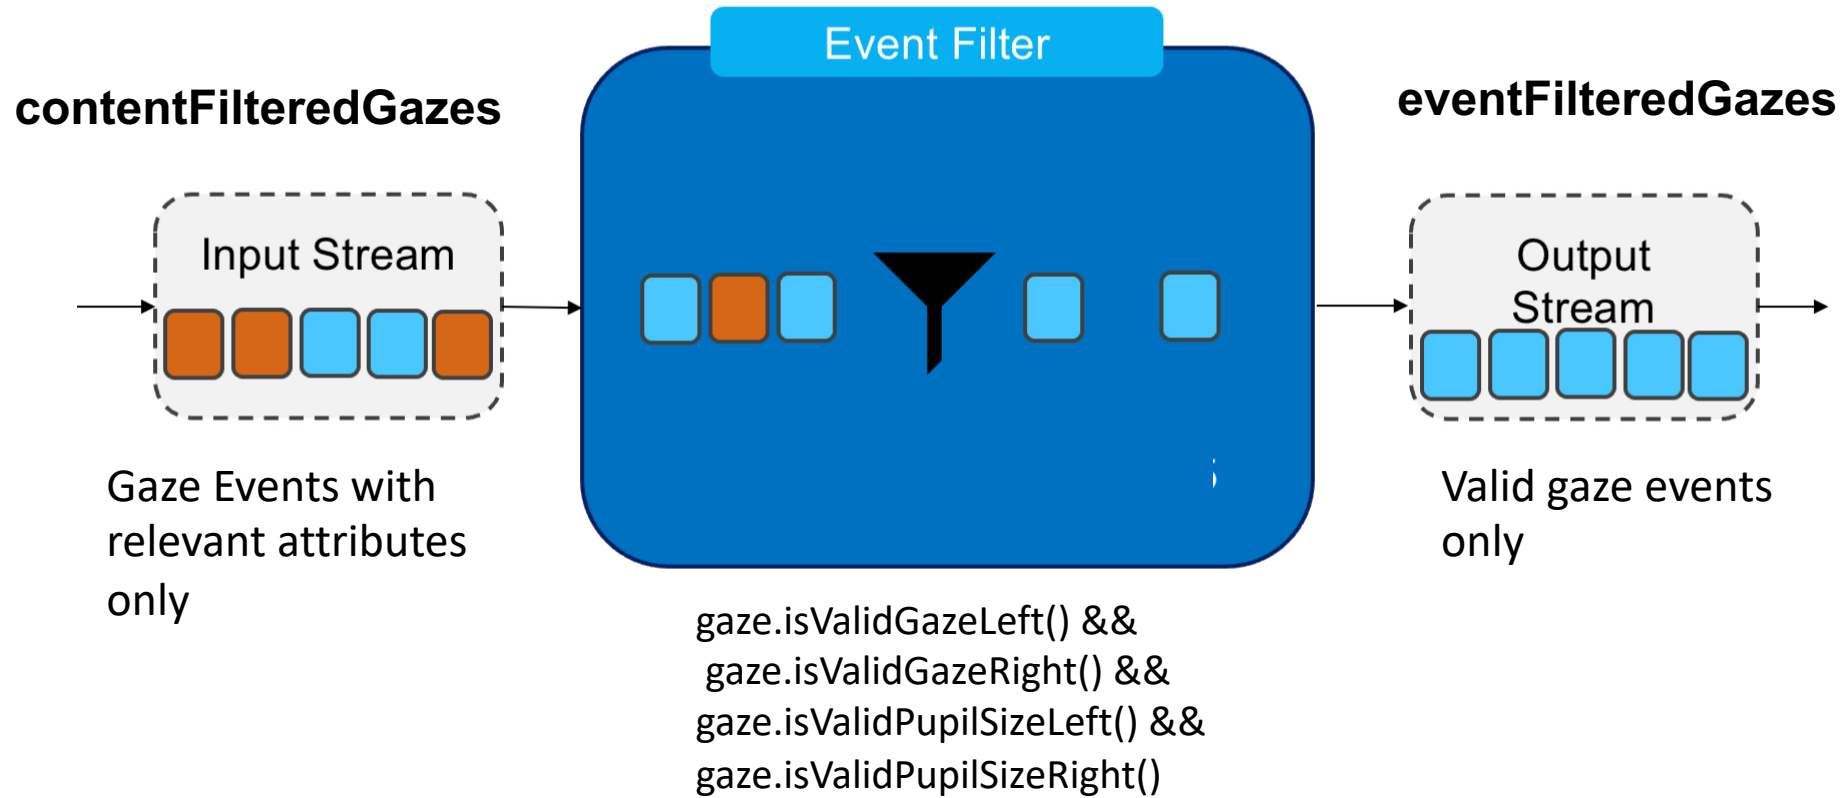 Event Filter
contentFilteredGazes
eventFilteredGazes
Input Stream
Output
Stream
Gaze Events with
relevant attributes
only
Valid gaze events
only
gaze.isValidGazeLeft() &&
gaze.isValidGazeRight() &&
gaze.isValidPupilSizeLeft() &&
gaze.isValidPupilSizeRight()